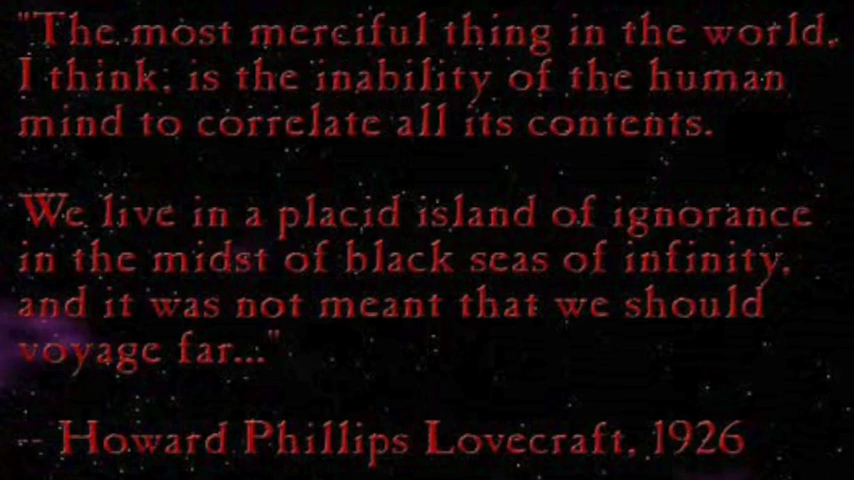 "The most merciful thing in the world,
I think, is the inability of the human
mind to correlate all its contents.
We live in a placid island of ignorance
in the midst of black seas of infinity,
and it was not meant that we should
voyage far..."
-- Howard Phillips Lovecraft, 1926